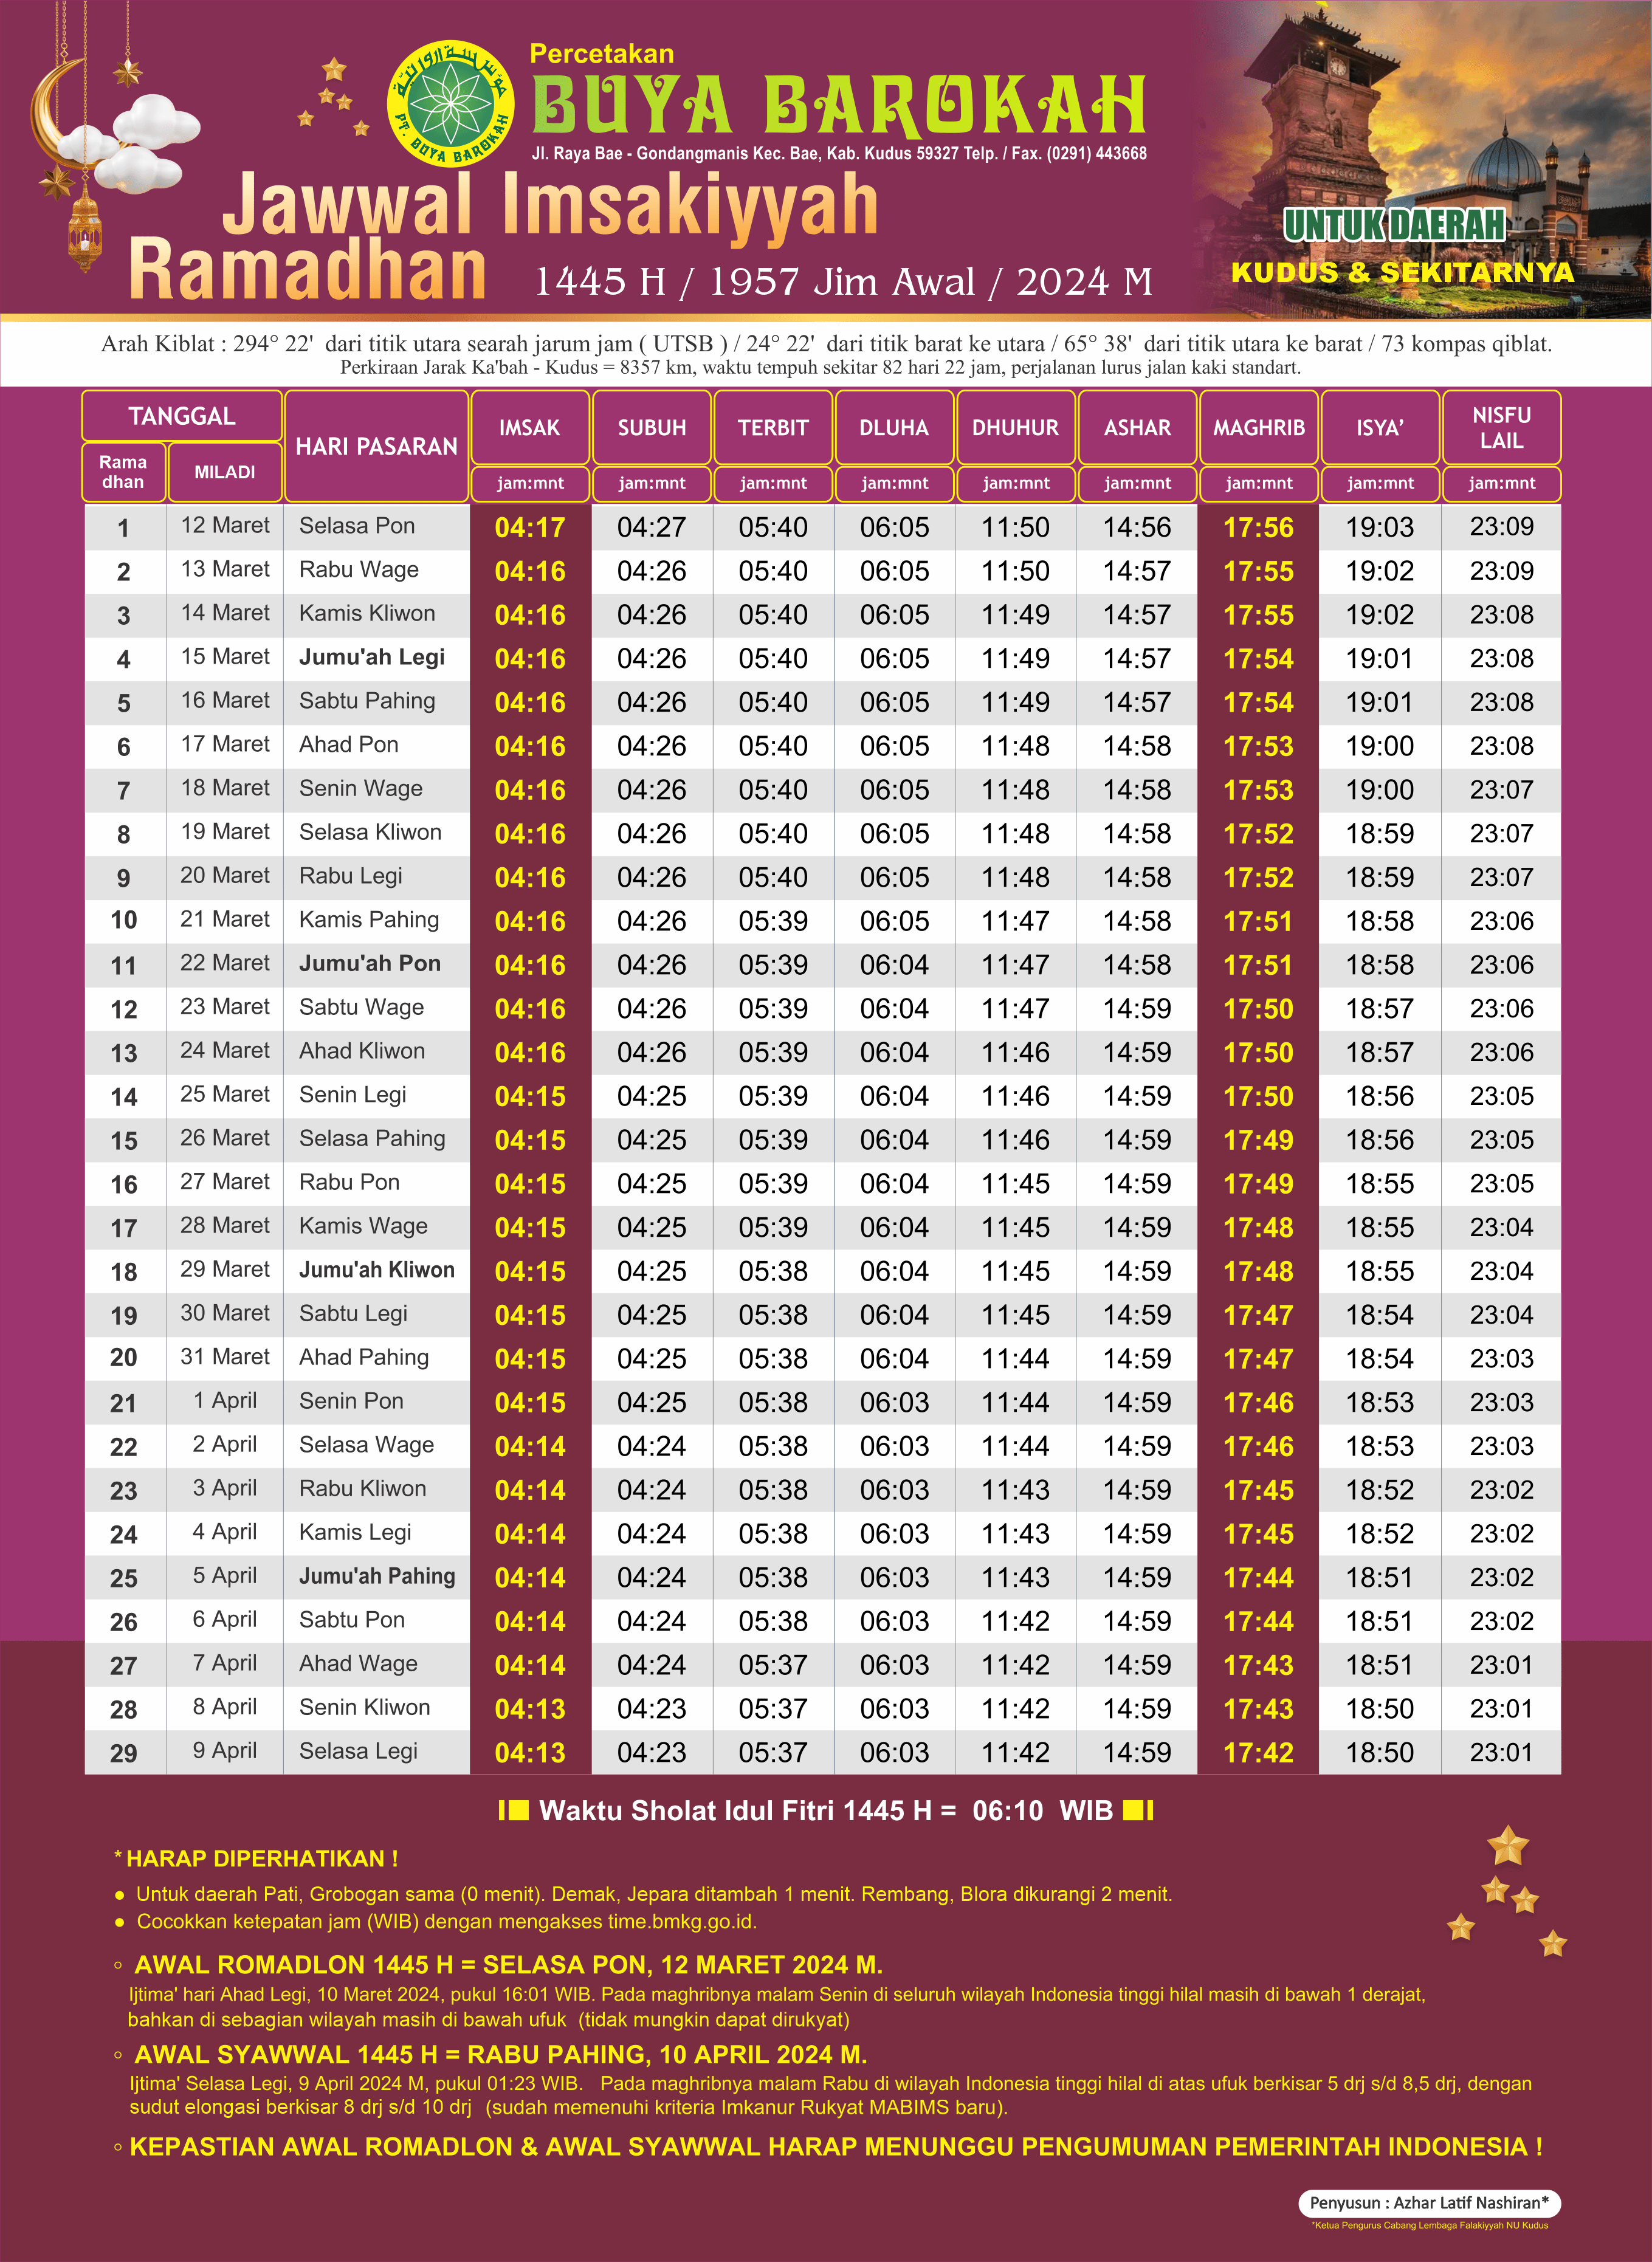 Percetakan
BUYA BAROKAH
PT. BUYA BAROKAH
Jl. Raya Bae - Gondangmanis Kec. Bae, Kab. Kudus 59327 Telp. / Fax. (0291) 443668
Jawwal Imsakiyyah
Ramadhan 1445 H / 1957 Jim Awal / 2024 M
UNTUK DAERAH
KUDUS & SEKITARNYA
Arah Kiblat : 294° 22' dari titik utara searah jarum jam ( UTSB ) / 24° 22' dari titik barat ke utara / 65° 38' dari titik utara ke barat / 73 kompas qiblat.
Perkiraan Jarak Ka'bah - Kudus = 8357 km, waktu tempuh sekitar 82 hari 22 jam, perjalanan lurus jalan kaki standart.
TANGGAL HARI PASARAN IMSAK SUBUH TERBIT DLUHA DHUHUR ASHAR MAGHRIB ISYA’ NISFU LAIL
Rama dhan MILADI jam:mnt jam:mnt jam:mnt jam:mnt jam:mnt jam:mnt jam:mnt jam:mnt jam:mnt
1 12 Maret Selasa Pon 04:17 04:27 05:40 06:05 11:50 14:56 17:56 19:03 23:09
2 13 Maret Rabu Wage 04:16 04:26 05:40 06:05 11:50 14:57 17:55 19:02 23:09
3 14 Maret Kamis Kliwon 04:16 04:26 05:40 06:05 11:49 14:57 17:55 19:02 23:08
4 15 Maret Jumu'ah Legi 04:16 04:26 05:40 06:05 11:49 14:57 17:54 19:01 23:08
5 16 Maret Sabtu Pahing 04:16 04:26 05:40 06:05 11:49 14:57 17:54 19:01 23:08
6 17 Maret Ahad Pon 04:16 04:26 05:40 06:05 11:48 14:58 17:53 19:00 23:08
7 18 Maret Senin Wage 04:16 04:26 05:40 06:05 11:48 14:58 17:53 19:00 23:07
8 19 Maret Selasa Kliwon 04:16 04:26 05:40 06:05 11:48 14:58 17:52 18:59 23:07
9 20 Maret Rabu Legi 04:16 04:26 05:40 06:05 11:48 14:58 17:52 18:59 23:07
10 21 Maret Kamis Pahing 04:16 04:26 05:39 06:05 11:47 14:58 17:51 18:58 23:06
11 22 Maret Jumu'ah Pon 04:16 04:26 05:39 06:04 11:47 14:58 17:51 18:58 23:06
12 23 Maret Sabtu Wage 04:16 04:26 05:39 06:04 11:47 14:59 17:50 18:57 23:06
13 24 Maret Ahad Kliwon 04:16 04:26 05:39 06:04 11:46 14:59 17:50 18:57 23:06
14 25 Maret Senin Legi 04:15 04:25 05:39 06:04 11:46 14:59 17:50 18:56 23:05
15 26 Maret Selasa Pahing 04:15 04:25 05:39 06:04 11:46 14:59 17:49 18:56 23:05
16 27 Maret Rabu Pon 04:15 04:25 05:39 06:04 11:45 14:59 17:49 18:55 23:05
17 28 Maret Kamis Wage 04:15 04:25 05:39 06:04 11:45 14:59 17:48 18:55 23:04
18 29 Maret Jumu'ah Kliwon 04:15 04:25 05:38 06:04 11:45 14:59 17:48 18:55 23:04
19 30 Maret Sabtu Legi 04:15 04:25 05:38 06:04 11:45 14:59 17:47 18:54 23:04
20 31 Maret Ahad Pahing 04:15 04:25 05:38 06:04 11:44 14:59 17:47 18:54 23:03
21 1 April Senin Pon 04:15 04:25 05:38 06:03 11:44 14:59 17:46 18:53 23:03
22 2 April Selasa Wage 04:14 04:24 05:38 06:03 11:44 14:59 17:46 18:53 23:03
23 3 April Rabu Kliwon 04:14 04:24 05:38 06:03 11:43 14:59 17:45 18:52 23:02
24 4 April Kamis Legi 04:14 04:24 05:38 06:03 11:43 14:59 17:45 18:52 23:02
25 5 April Jumu'ah Pahing 04:14 04:24 05:38 06:03 11:43 14:59 17:44 18:51 23:02
26 6 April Sabtu Pon 04:14 04:24 05:38 06:03 11:42 14:59 17:44 18:51 23:02
27 7 April Ahad Wage 04:14 04:24 05:37 06:03 11:42 14:59 17:43 18:51 23:01
28 8 April Senin Kliwon 04:13 04:23 05:37 06:03 11:42 14:59 17:43 18:50 23:01
29 9 April Selasa Legi 04:13 04:23 05:37 06:03 11:42 14:59 17:42 18:50 23:01
Waktu Sholat Idul Fitri 1445 H = 06:10 WIB
* HARAP DIPERHATIKAN !
● Untuk daerah Pati, Grobogan sama (0 menit). Demak, Jepara ditambah 1 menit. Rembang, Blora dikurangi 2 menit.
● Cocokkan ketepatan jam (WIB) dengan mengakses time.bmkg.go.id.
○ AWAL ROMADLON 1445 H = SELASA PON, 12 MARET 2024 M.
Ijtima' hari Ahad Legi, 10 Maret 2024, pukul 16:01 WIB. Pada maghribnya malam Senin di seluruh wilayah Indonesia tinggi hilal masih di bawah 1 derajat,
bahkan di sebagian wilayah masih di bawah ufuk (tidak mungkin dapat dirukyat)
○ AWAL SYAWWAL 1445 H = RABU PAHING, 10 APRIL 2024 M.
Ijtima' Selasa Legi, 9 April 2024 M, pukul 01:23 WIB. Pada maghribnya malam Rabu di wilayah Indonesia tinggi hilal di atas ufuk berkisar 5 drj s/d 8,5 drj, dengan
sudut elongasi berkisar 8 drj s/d 10 drj (sudah memenuhi kriteria Imkanur Rukyat MABIMS baru).
○ KEPASTIAN AWAL ROMADLON & AWAL SYAWWAL HARAP MENUNGGU PENGUMUMAN PEMERINTAH INDONESIA !
Penyusun : Azhar Latif Nashiran*
*Ketua Pengurus Cabang Lembaga Falakiyyah NU Kudus